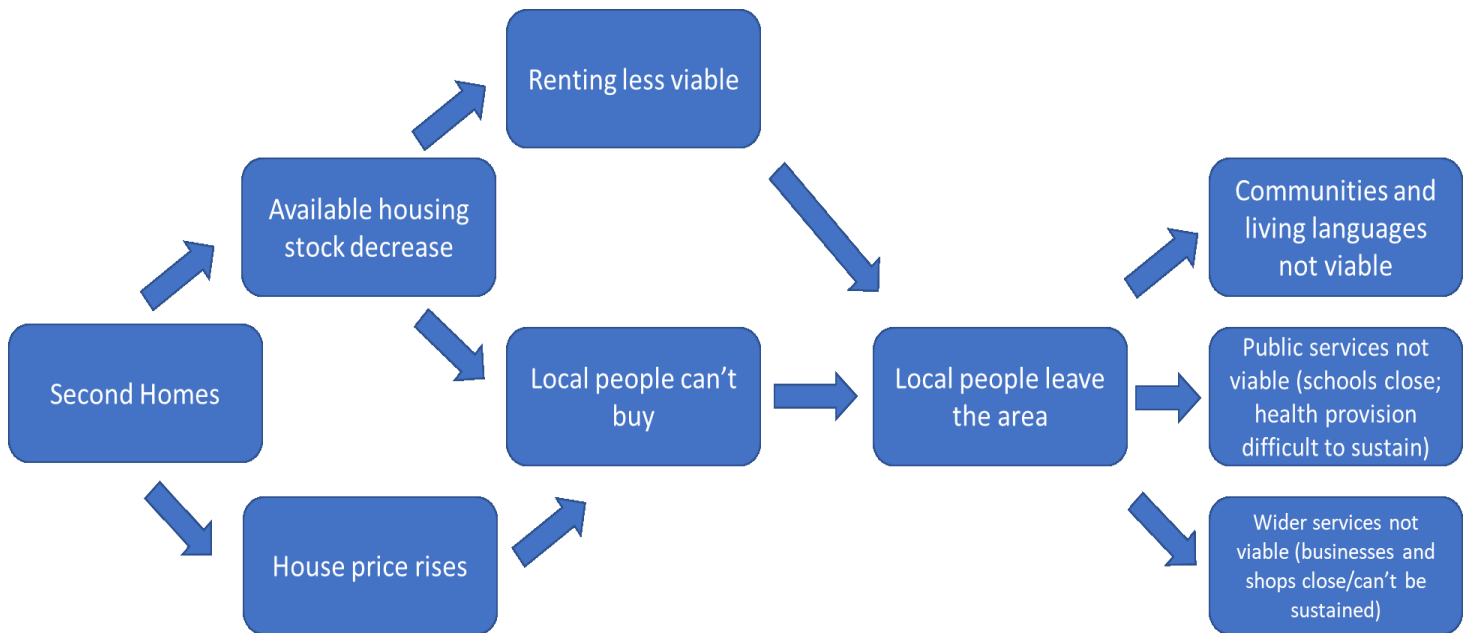 Renting less viable
Available housing
stock decrease
Communities and
living languages
not viable
Second Homes
Local people can’t
buy
Local people leave
the area
Public services not
viable (schools close;
health provision
difficult to sustain)
House price rises
Wider services not
viable (businesses and
shops close/can’t be
sustained)